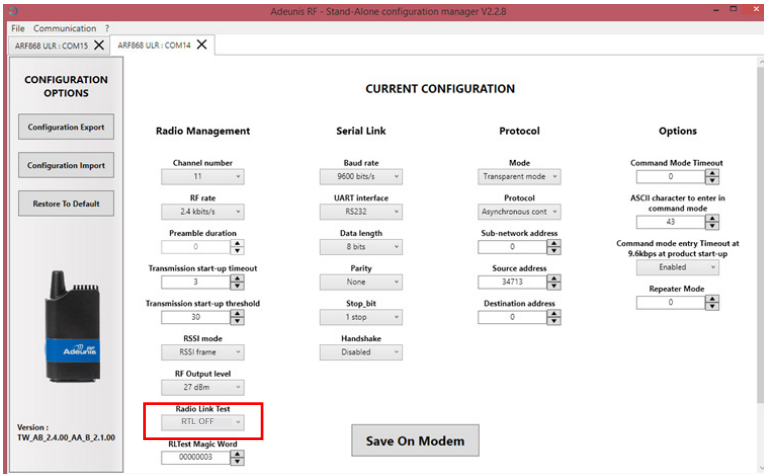 Adeunis RF - Stand-Alone configuration manager V2.2.8
File Communication ?
ARF868 ULR : COM15 X ARF868 ULR : COM14 X
CONFIGURATION
OPTIONS
Configuration Export
Configuration Import
Restore To Default
Adeunis RF
Version :
TW_AB_2.4.00_AA_B_2.1.00
CURRENT CONFIGURATION
Radio Management
Channel number
11
RF rate
2.4 kbits/s
Preamble duration
0
Transmission start-up timeout
3
Transmission start-up threshold
30
RSSI mode
RSSI frame
RF Output level
27 dBm
Radio Link Test
RTL OFF
RLTest Magic Word
00000003
Serial Link
Baud rate
9600 bits/s
UART interface
RS232
Data length
8 bits
Parity
None
Stop_bit
1 stop
Handshake
Disabled
Protocol
Mode
Transparent mode
Protocol
Asynchronous cont
Sub-network address
0
Source address
34713
Destination address
0
Options
Command Mode Timeout
0
ASCII character to enter in
command mode
43
Command mode entry Timeout at
9.6kbps at product start-up
Enabled
Repeater Mode
0
Save On Modem